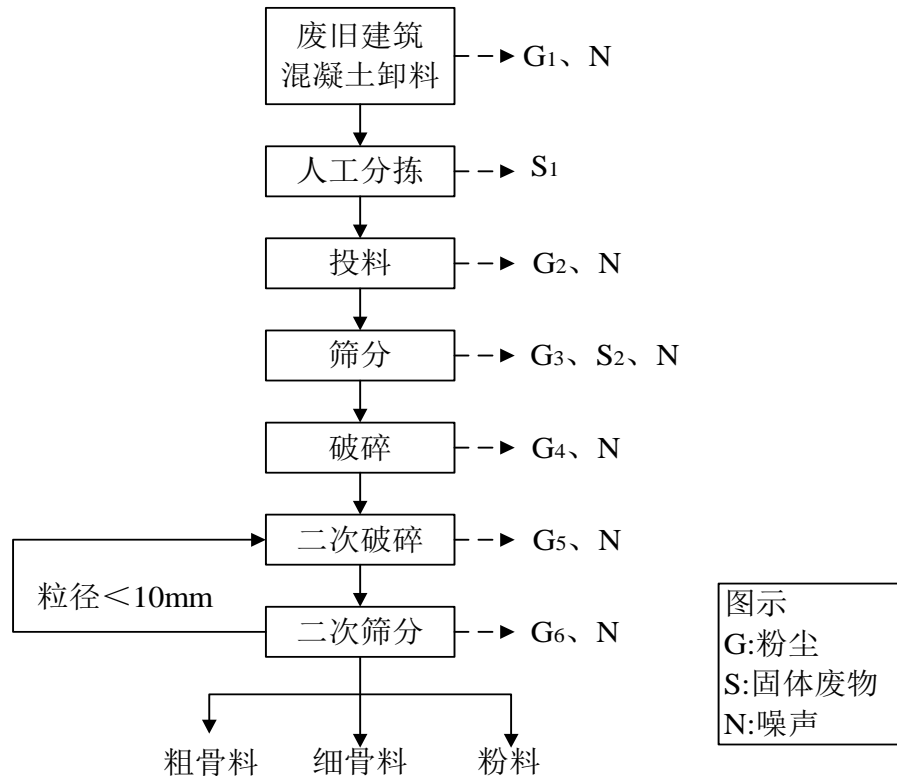 废旧建筑
混凝土卸料
G1、N
人工分拣
S1
投料
G2、N
筛分
G3、S2、N
破碎
G4、N
二次破碎
G5、N
粒径＜10mm
二次筛分
G6、N
粗骨料
细骨料
粉料
图示
G:粉尘
S:固体废物
N:噪声